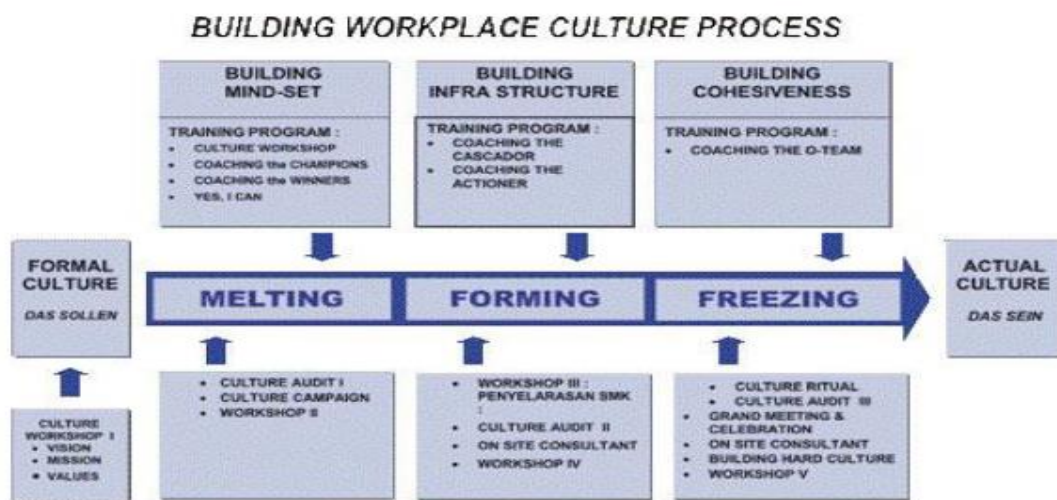 BUILDING WORKPLACE CULTURE PROCESS
BUILDING
MIND-SET
TRAINING PROGRAM :
• CULTURE WORKSHOP
• COACHING the CHAMPIONS
• COACHING the WINNERS
• YES, I CAN
BUILDING
INFRA STRUCTURE
TRAINING PROGRAM :
• COACHING THE
CASCADOR
• COACHING THE
ACTIONER
BUILDING
COHESIVENESS
TRAINING PROGRAM :
• COACHING THE O-TEAM
FORMAL
CULTURE
DAS SOLLEN
MELTING
FORMING
FREEZING
ACTUAL
CULTURE
DAS SEIN
CULTURE
WORKSHOP I
• VISION
• MISSION
• VALUES
• CULTURE AUDIT I
• CULTURE CAMPAIGN
• WORKSHOP II
• WORKSHOP III :
PENYELARASAN SMK
:
• CULTURE AUDIT II
• ON SITE CONSULTANT
• WORKSHOP IV
• CULTURE RITUAL
• CULTURE AUDIT III
• GRAND MEETING &
CELEBRATION
• ON SITE CONSULTANT
• BUILDING HARD CULTURE
• WORKSHOP V